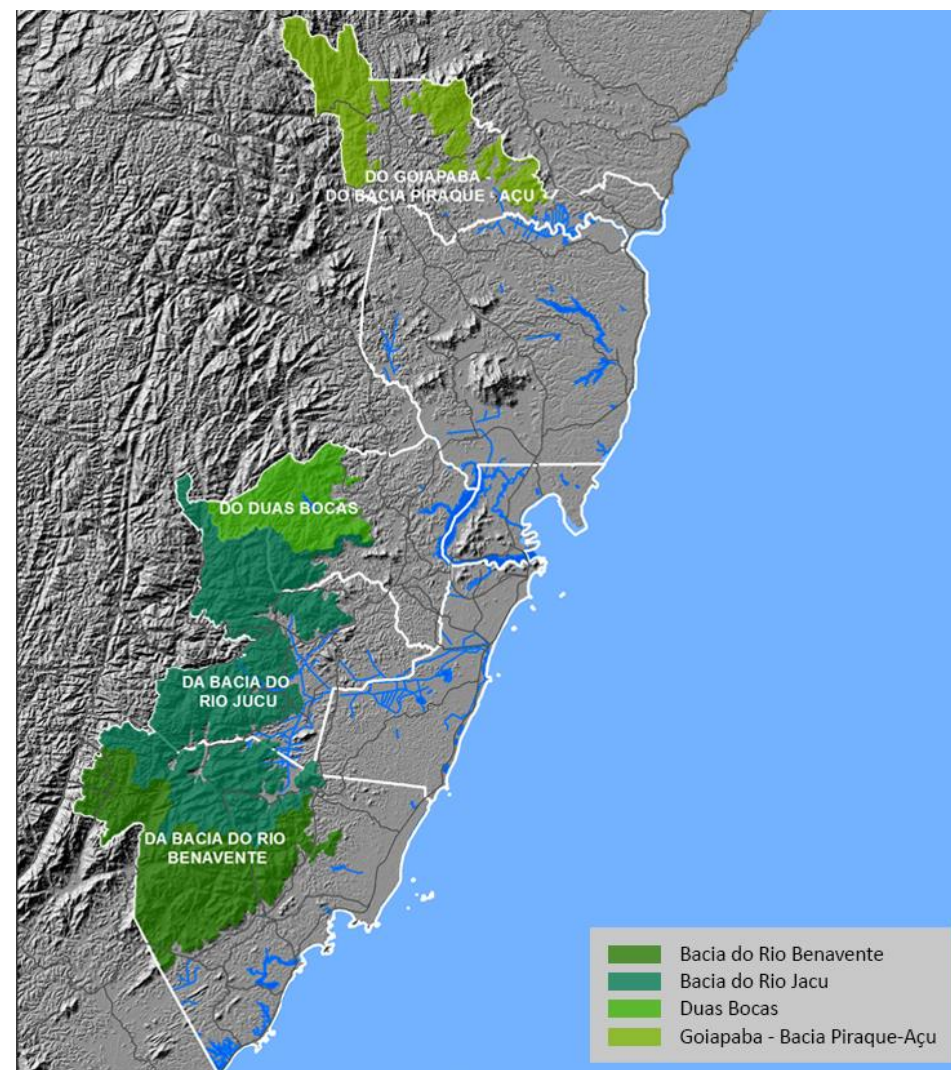 DO GOIAPABA -
DO BACIA PIRAQUE - AÇU
DO DUAS BOCAS
DA BACIA DO
RIO JUCU
DA BACIA DO RIO
BENAVENTE
Bacia do Rio Benavente
Bacia do Rio Jacu
Duas Bocas
Goiapaba - Bacia Piraque-Açu